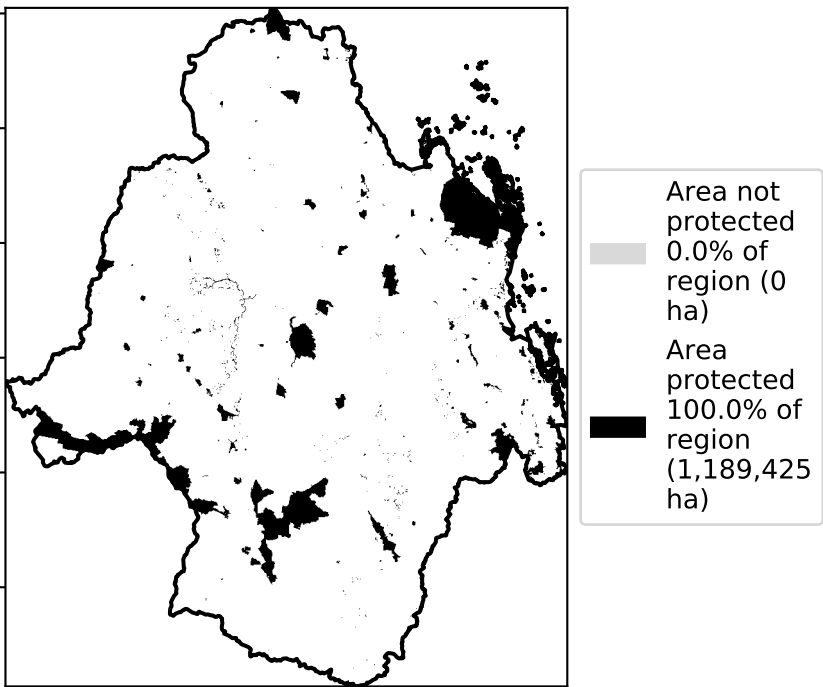 Area not
protected
0.0% of
region (0
ha)
Area
protected
100.0% of
region
(1,189,425
ha)